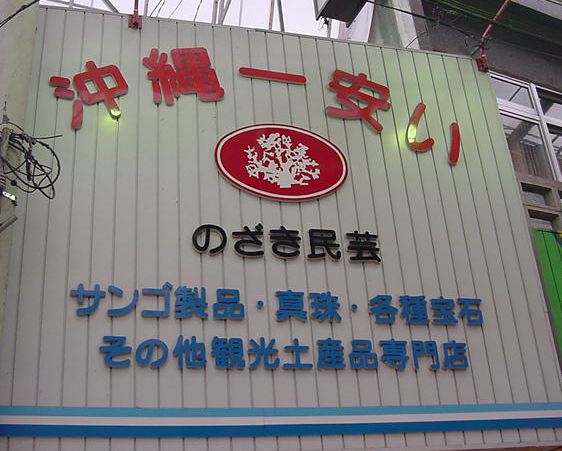 沖縄一安い
のざき民芸
サンゴ製品・真珠・各種宝石
その他観光土産品専門店